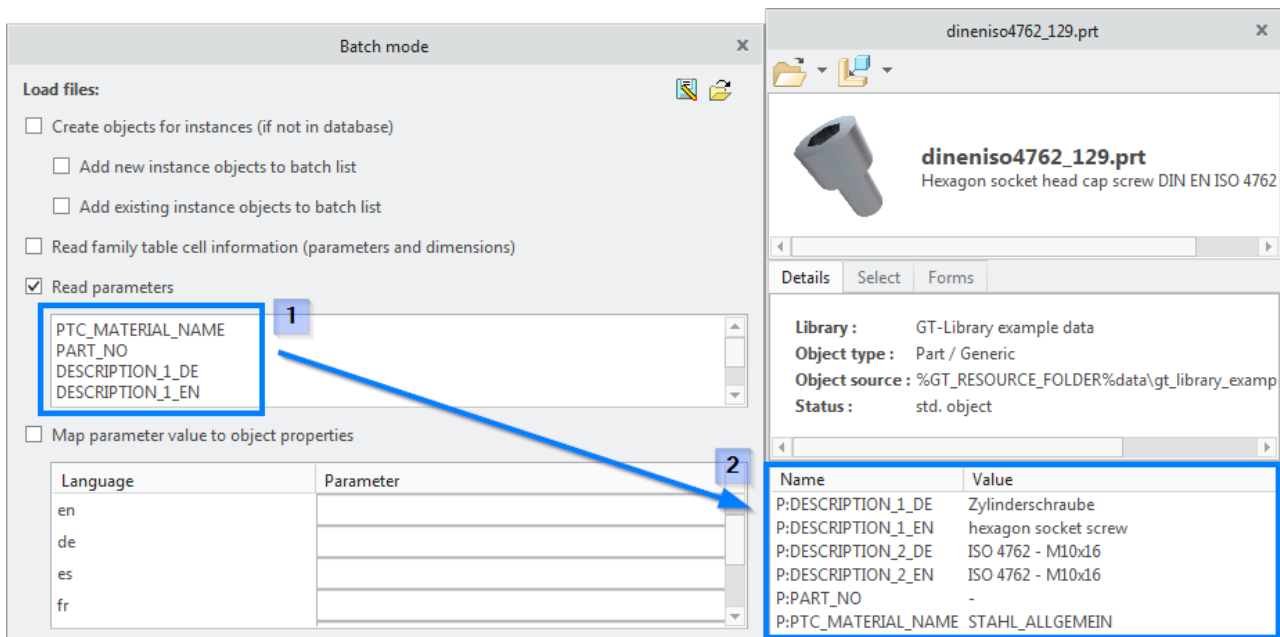 Batch mode
Load files:
Create objects for instances (if not in database)
Add new instance objects to batch list
Add existing instance objects to batch list
Read family table cell information (parameters and dimensions)
Read parameters
1
PTC_MATERIAL_NAME
PART_NO
DESCRIPTION_1_DE
DESCRIPTION_1_EN
Map parameter value to object properties
Language Parameter
en
de
es
fr
dineniso4762_129.prt
dineniso4762_129.prt
Hexagon socket head cap screw DIN EN ISO 4762
Details Select Forms
Library : GT-Library example data
Object type : Part / Generic
Object source : %GT_RESOURCE_FOLDER%data\gt_library_examp
Status : std. object
2
Name Value
P:DESCRIPTION_1_DE Zylinderschraube
P:DESCRIPTION_1_EN hexagon socket screw
P:DESCRIPTION_2_DE ISO 4762 - M10x16
P:DESCRIPTION_2_EN ISO 4762 - M10x16
P:PART_NO -
P:PTC_MATERIAL_NAME STAHL_ALLGEMEIN